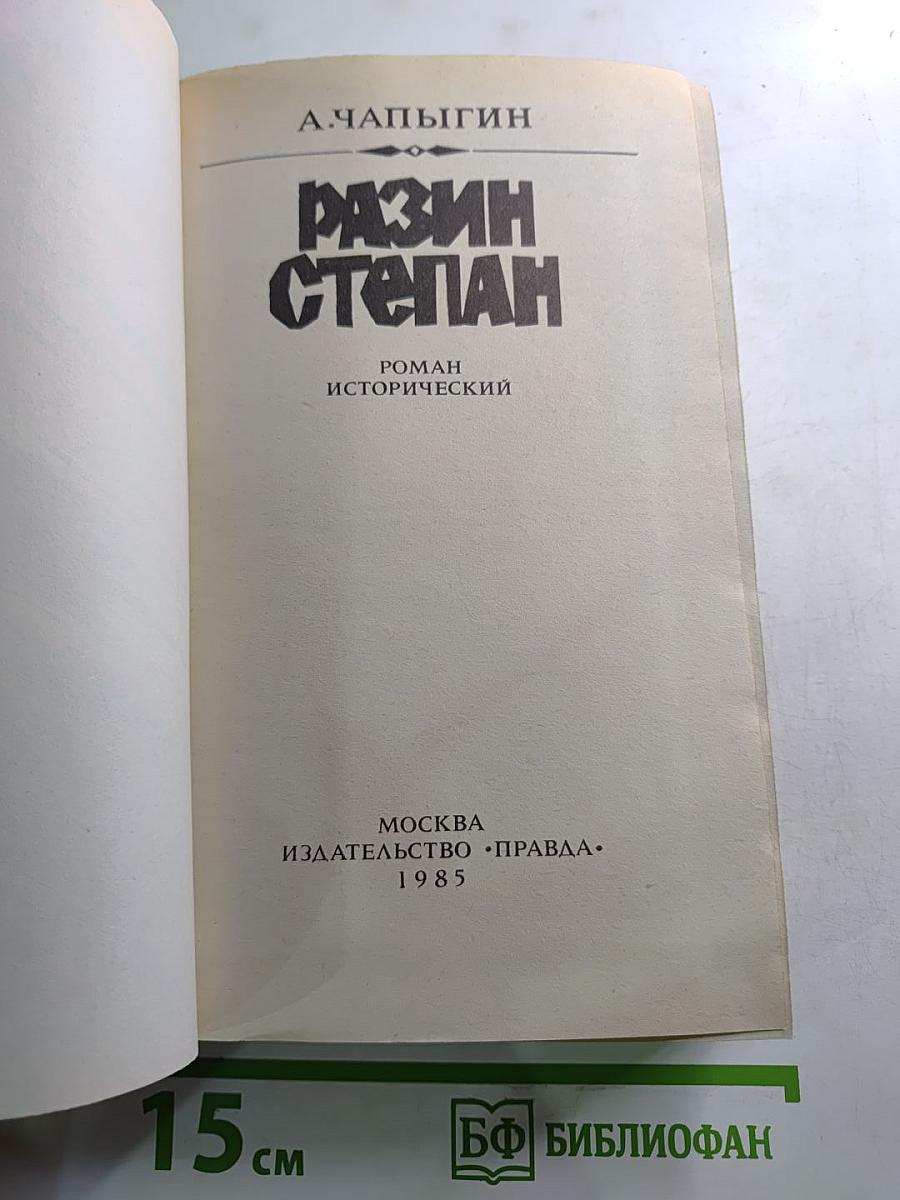 А.ЧАПЫГИН
РАЗИН
СТЕПАН
РОМАН
ИСТОРИЧЕСКИЙ
МОСКВА
ИЗДАТЕЛЬСТВО «ПРАВДА»
1985
15 см
БФ БИБЛИОФАН